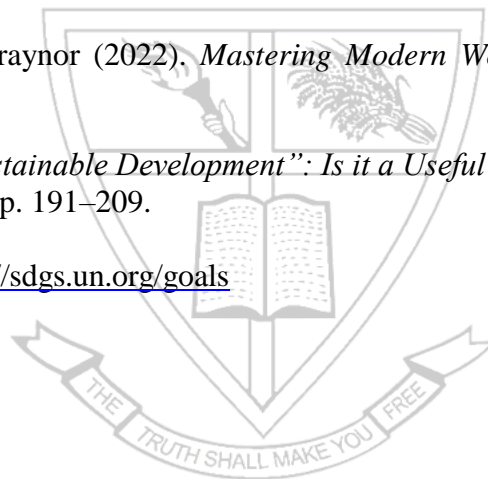 raynor (2022). Mastering Modern W
stainable Development”: Is it a Useful
p. 191–209.
//sdgs.un.org/goals
THE TRUTH SHALL MAKE YOU FREE